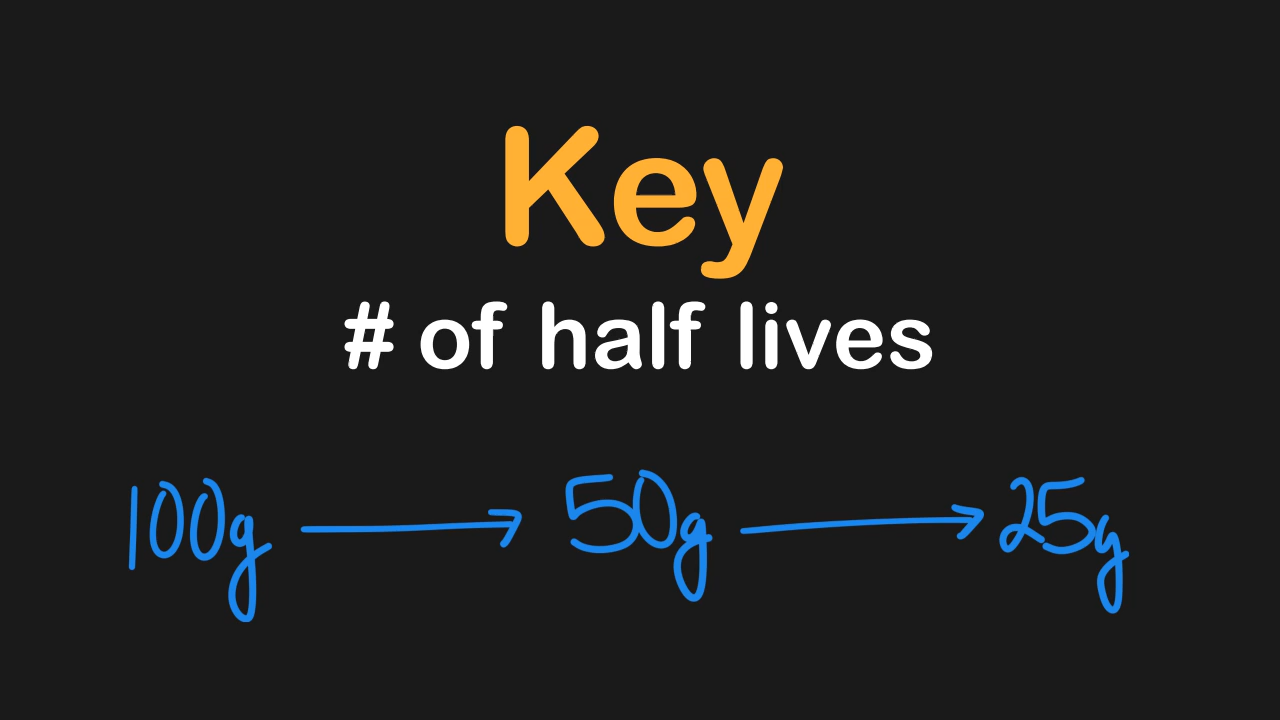 Key
# of half lives
100g → 50g → 25g